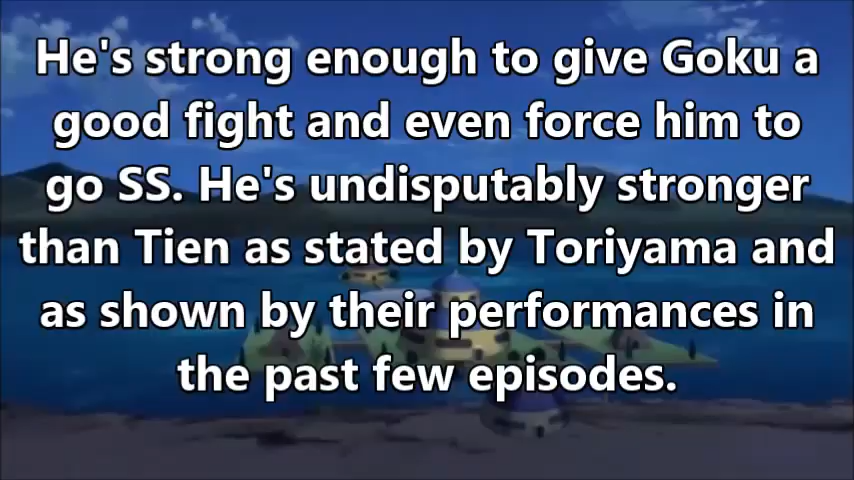 He's strong enough to give Goku a
good fight and even force him to
go SS. He's undisputably stronger
than Tien as stated by Toriyama and
as shown by their performances in
the past few episodes.